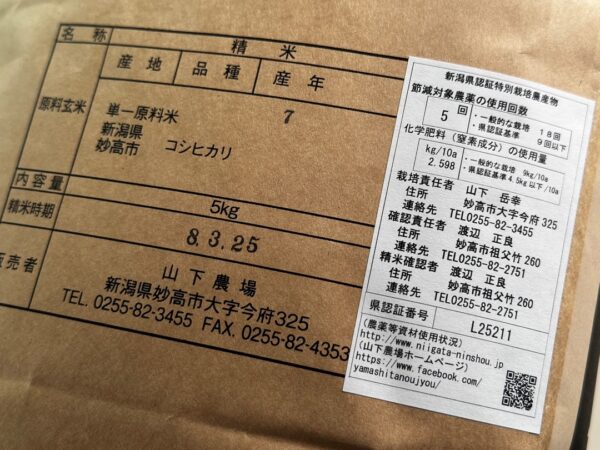 名称 精米
原料玄米 産地 品種 産年
単一原料米 7
新潟県
妙高市 コシヒカリ
内容量 5kg
精米時期 8.3.25
販売者 山下農場
新潟県妙高市大字今府325
TEL. 0255-82-3455 FAX. 0255-82-4353
新潟県認証特別栽培農産物
節減対象農薬の使用回数
5 回 ・一般的な栽培 18回
・県認証基準 9回以下
化学肥料（窒素成分）の使用量
kg/10a ・一般的な栽培 9kg/10a
2.598 ・県認証基準4.5kg以下/10a
栽培責任者 山下 岳幸
住所 妙高市大字今府325
連絡先 TEL0255-82-3455
確認責任者 渡辺 正良
住所 妙高市祖父竹260
連絡先 TEL0255-82-2751
精米確認者 渡辺 正良
住所 妙高市祖父竹260
連絡先 TEL0255-82-2751
県認証番号 L25211
(農薬等資材使用状況)
http://www.niigata-ninshou.jp
(山下農場ホームページ)
https://www.facebook.com/
yamashitanoujyou/